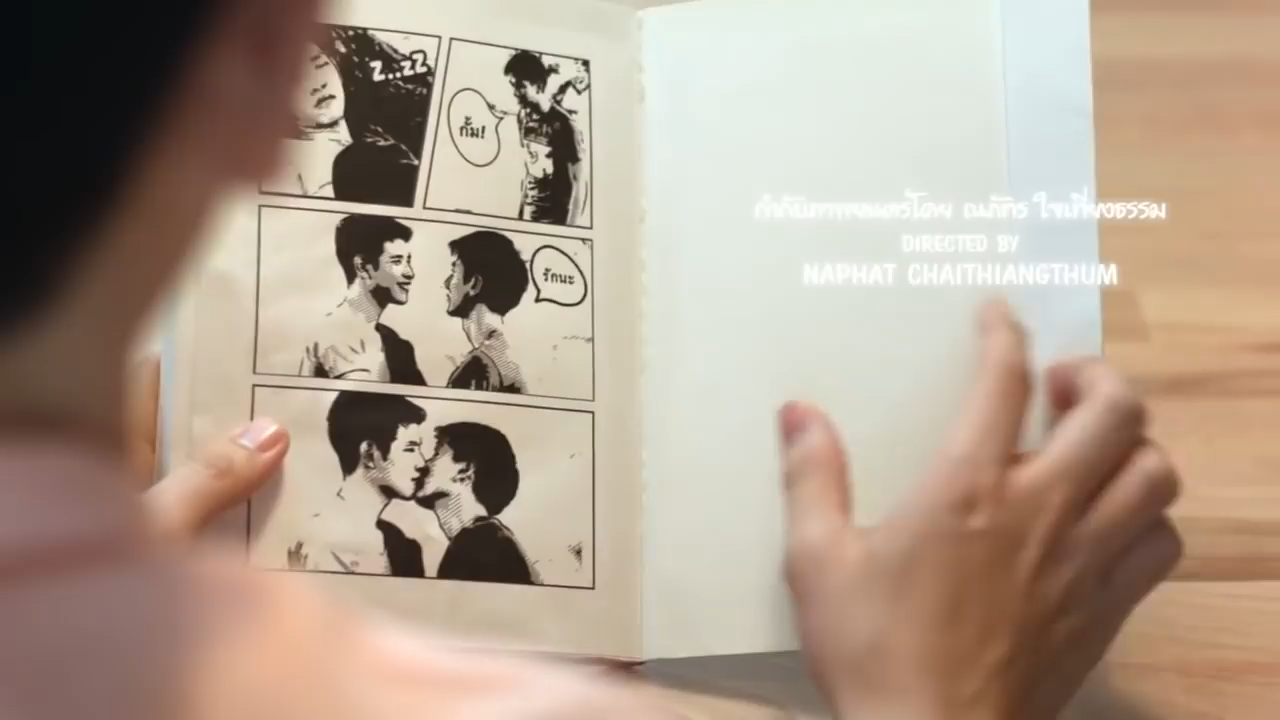 Z..zZ
กั้ม!
รักนะ
กำกับภาพยนตร์โดย ณภัทร ใจเที่ยงธรรม
DIRECTED BY
NAPHAT CHAITHIANGTHUM